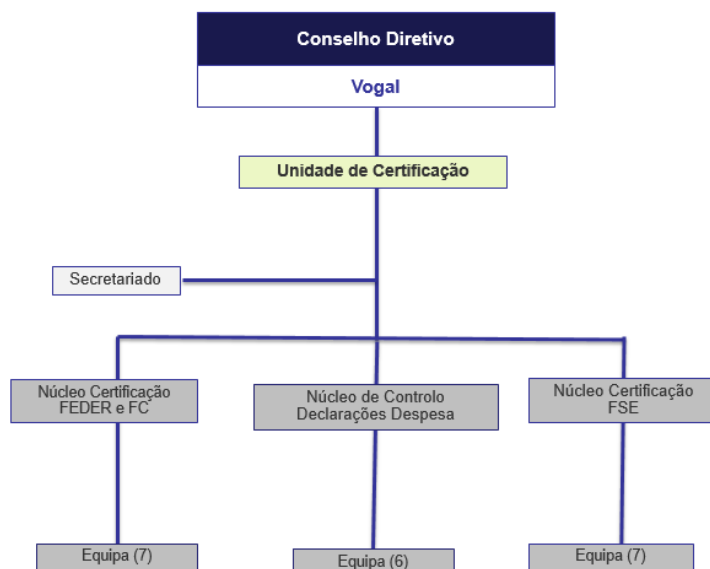 Conselho Diretivo
Vogal
Unidade de Certificação
Secretariado
Núcleo Certificação
FEDER e FC
Núcleo de Controlo
Declarações Despesa
Núcleo Certificação
FSE
Equipa (7)
Equipa (6)
Equipa (7)